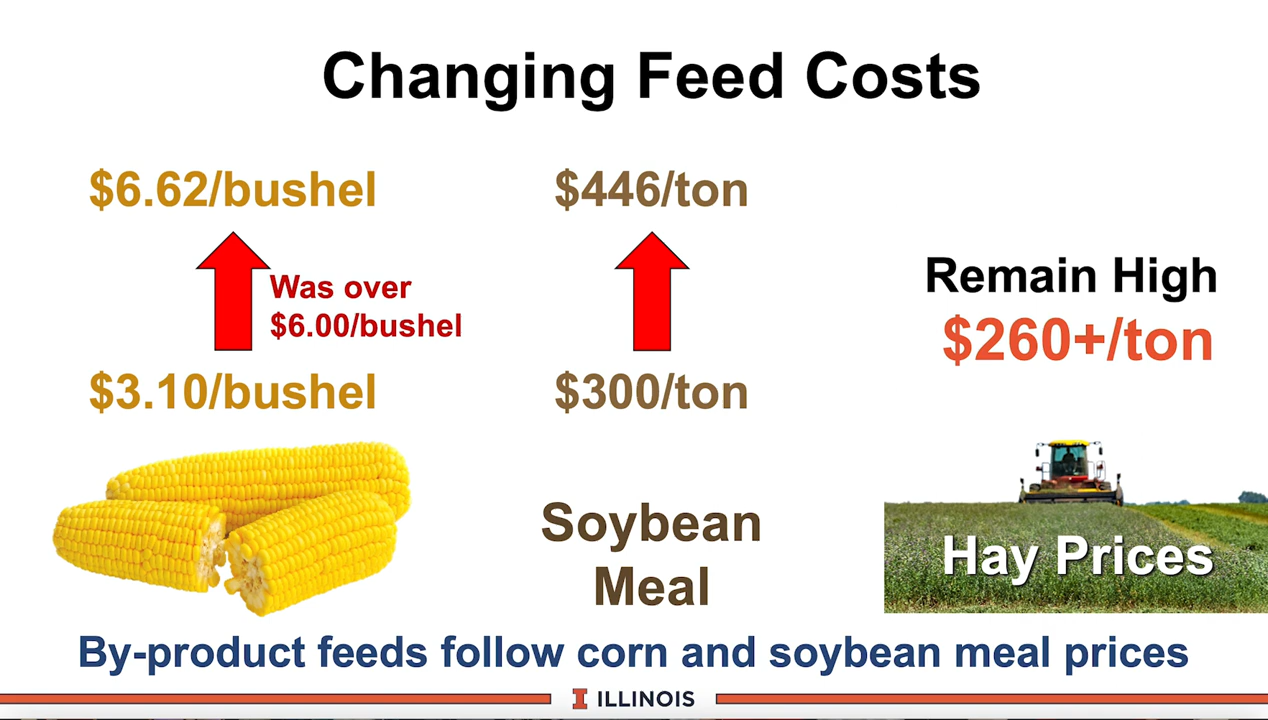 Changing Feed Costs
$6.62/bushel
Was over
$6.00/bushel
$3.10/bushel
$446/ton
$300/ton
Soybean
Meal
Remain High
$260+/ton
Hay Prices
By-product feeds follow corn and soybean meal prices
I ILLINOIS